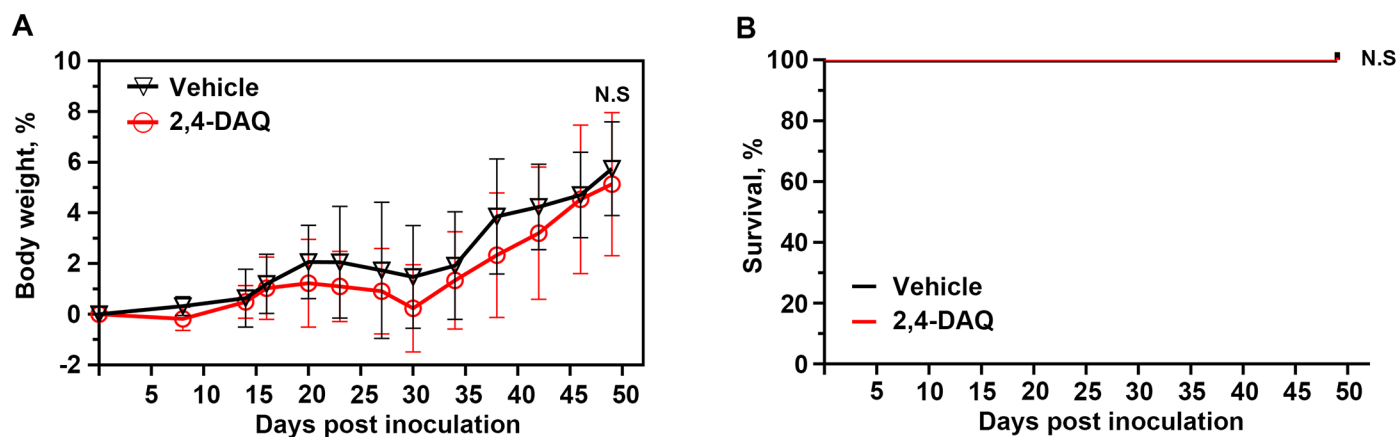 A
Body weight, %
10
8
6
4
2
0
-2
Vehicle
2,4-DAQ
N.S
5 10 15 20 25 30 35 40 45 50
Days post inoculation
B
Survival, %
100
80
60
40
20
0
N.S
Vehicle
2,4-DAQ
5 10 15 20 25 30 35 40 45 50
Days post inoculation